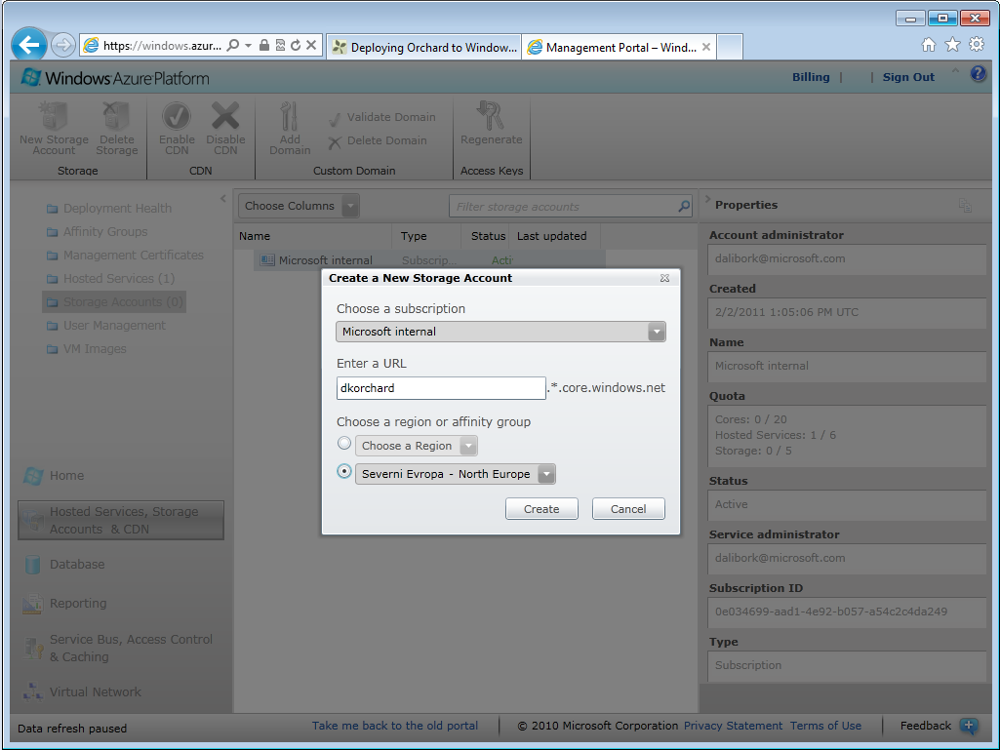 https://windows.azur...
Deploying Orchard to Window...
Management Portal – Wind...
Windows Azure Platform
Billing | | Sign Out
New Storage Account
Delete Storage
Storage
Enable CDN
Disable CDN
CDN
Add Domain
Validate Domain
Delete Domain
Custom Domain
Regenerate
Access Keys
Deployment Health
Affinity Groups
Management Certificates
Hosted Services (1)
Storage Accounts (0)
User Management
VM Images
Home
Hosted Services, Storage
Accounts & CDN
Database
Reporting
Service Bus, Access Control
& Caching
Virtual Network
Choose Columns
Filter storage accounts
Name Type Status Last updated
Microsoft internal Subscrip... Acti
Create a New Storage Account
Choose a subscription
Microsoft internal
Enter a URL
dkorchard .*.core.windows.net
Choose a region or affinity group
Choose a Region
Severni Evropa - North Europe
Create Cancel
Properties
Account administrator
dalibork@microsoft.com
Created
2/2/2011 1:05:06 PM UTC
Name
Microsoft internal
Quota
Cores: 0 / 20
Hosted Services: 1 / 6
Storage: 0 / 5
Status
Active
Service administrator
dalibork@microsoft.com
Subscription ID
0e034699-aad1-4e92-b057-a54c2c4da249
Type
Subscription
Data refresh paused
Take me back to the old portal
© 2010 Microsoft Corporation Privacy Statement Terms of Use
Feedback